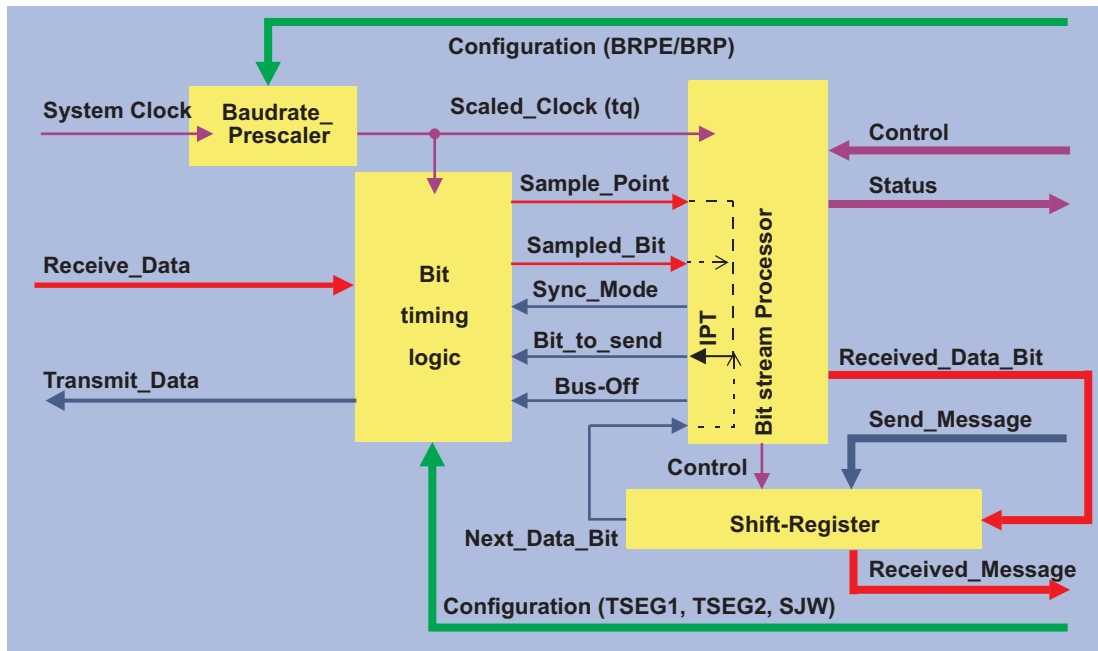 Configuration (BRPE/BRP)
System Clock
Baudrate_
Prescaler
Scaled_Clock (tq)
Control
Sample_Point
Status
Sampled_Bit
Receive_Data
Bit
timing
logic
Sync_Mode
IPT
Bit stream Processor
Bit_to_send
Received_Data_Bit
Transmit_Data
Bus-Off
Send_Message
Control
Shift-Register
Next_Data_Bit
Received_Message
Configuration (TSEG1, TSEG2, SJW)